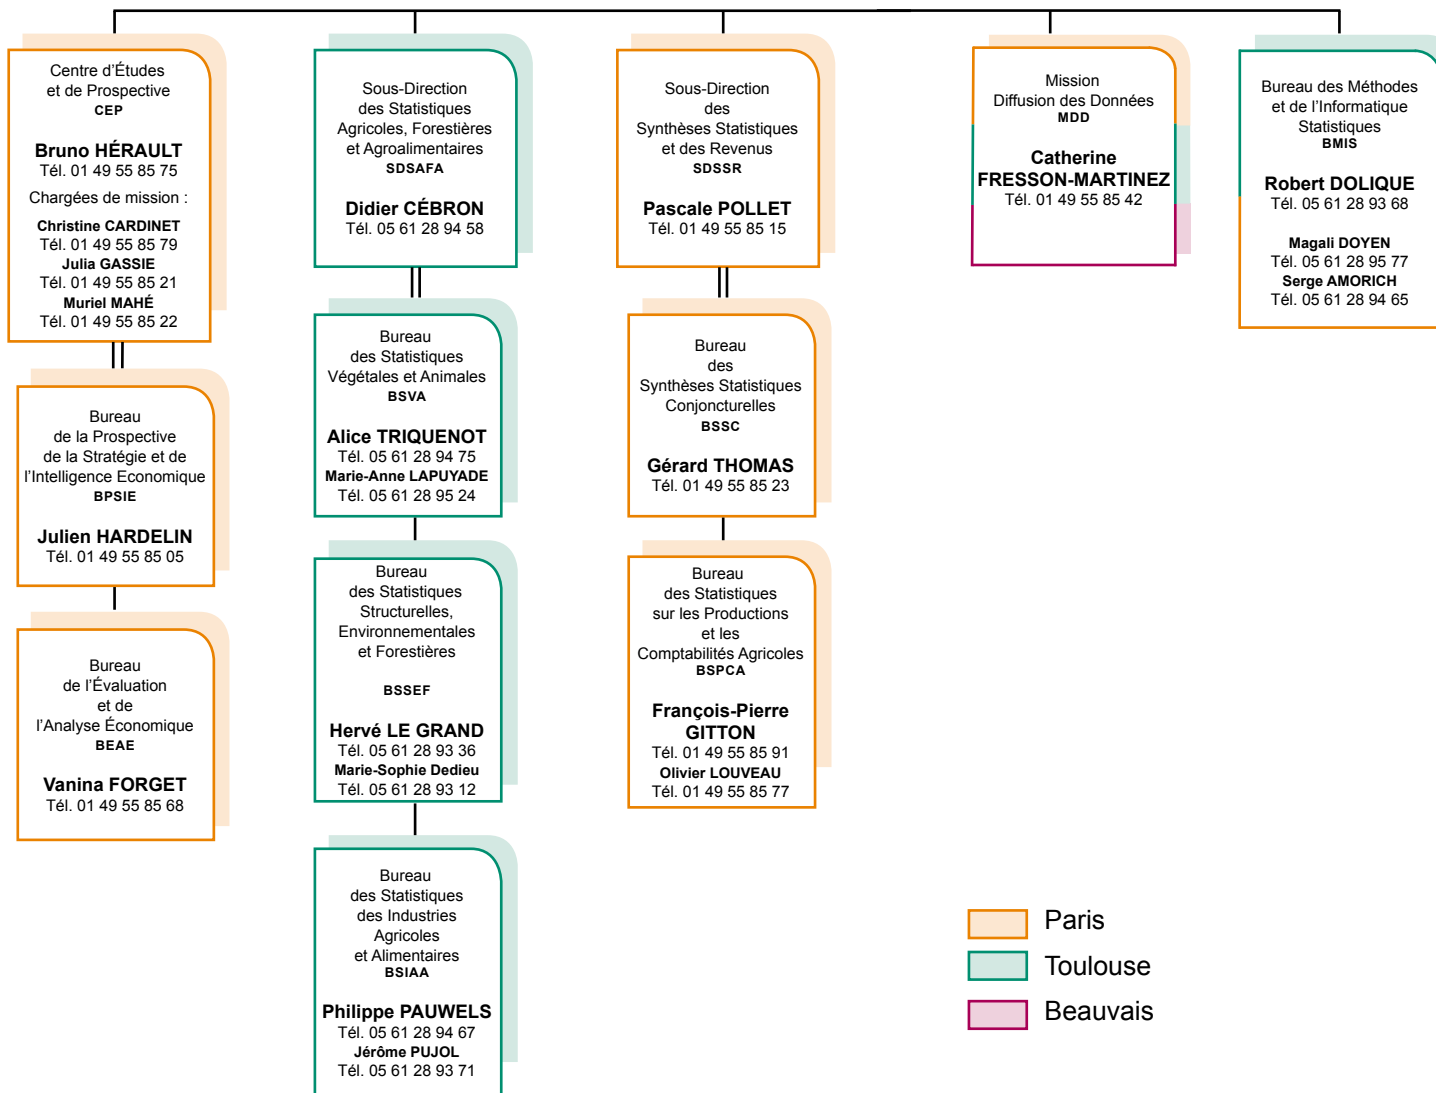 Centre d'Études
et de Prospective
CEP
Bruno HÉRAULT
Tél. 01 49 55 85 75
Chargées de mission :
Christine CARDINET
Tél. 01 49 55 85 79
Julia GASSIE
Tél. 01 49 55 85 21
Muriel MAHÉ
Tél. 01 49 55 85 22
Bureau
de la Prospective
de la Stratégie et de
l'Intelligence Economique
BPSIE
Julien HARDELIN
Tél. 01 49 55 85 05
Bureau
de l'Évaluation
et de
l'Analyse Économique
BEAE
Vanina FORGET
Tél. 01 49 55 85 68
Sous-Direction
des Statistiques
Agricoles, Forestières
et Agroalimentaires
SDSAFA
Didier CÉBRON
Tél. 05 61 28 94 58
Bureau
des Statistiques
Végétales et Animales
BSVA
Alice TRIQUENOT
Tél. 05 61 28 94 75
Marie-Anne LAPUYADE
Tél. 05 61 28 95 24
Bureau
des Statistiques
Structurelles,
Environnementales
et Forestières
BSSEF
Hervé LE GRAND
Tél. 05 61 28 93 36
Marie-Sophie Dedieu
Tél. 05 61 28 93 12
Bureau
des Statistiques
des Industries
Agricoles
et Alimentaires
BSIAA
Philippe PAUWELS
Tél. 05 61 28 94 67
Jérôme PUJOL
Tél. 05 61 28 93 71
Sous-Direction
des
Synthèses Statistiques
et des Revenus
SDSSR
Pascale POLLET
Tél. 01 49 55 85 15
Bureau
des
Synthèses Statistiques
Conjoncturelles
BSSC
Gérard THOMAS
Tél. 01 49 55 85 23
Bureau
des Statistiques
sur les Productions
et les
Comptabilités Agricoles
BSPCA
François-Pierre
GITTON
Tél. 01 49 55 85 91
Olivier LOUVEAU
Tél. 01 49 55 85 77
Mission
Diffusion des Données
MDD
Catherine
FRESSON-MARTINEZ
Tél. 01 49 55 85 42
Bureau des Méthodes
et de l'Informatique
Statistiques
BMIS
Robert DOLIQUE
Tél. 05 61 28 93 68
Magali DOYEN
Tél. 05 61 28 95 77
Serge AMORICH
Tél. 05 61 28 94 65
Paris
Toulouse
Beauvais